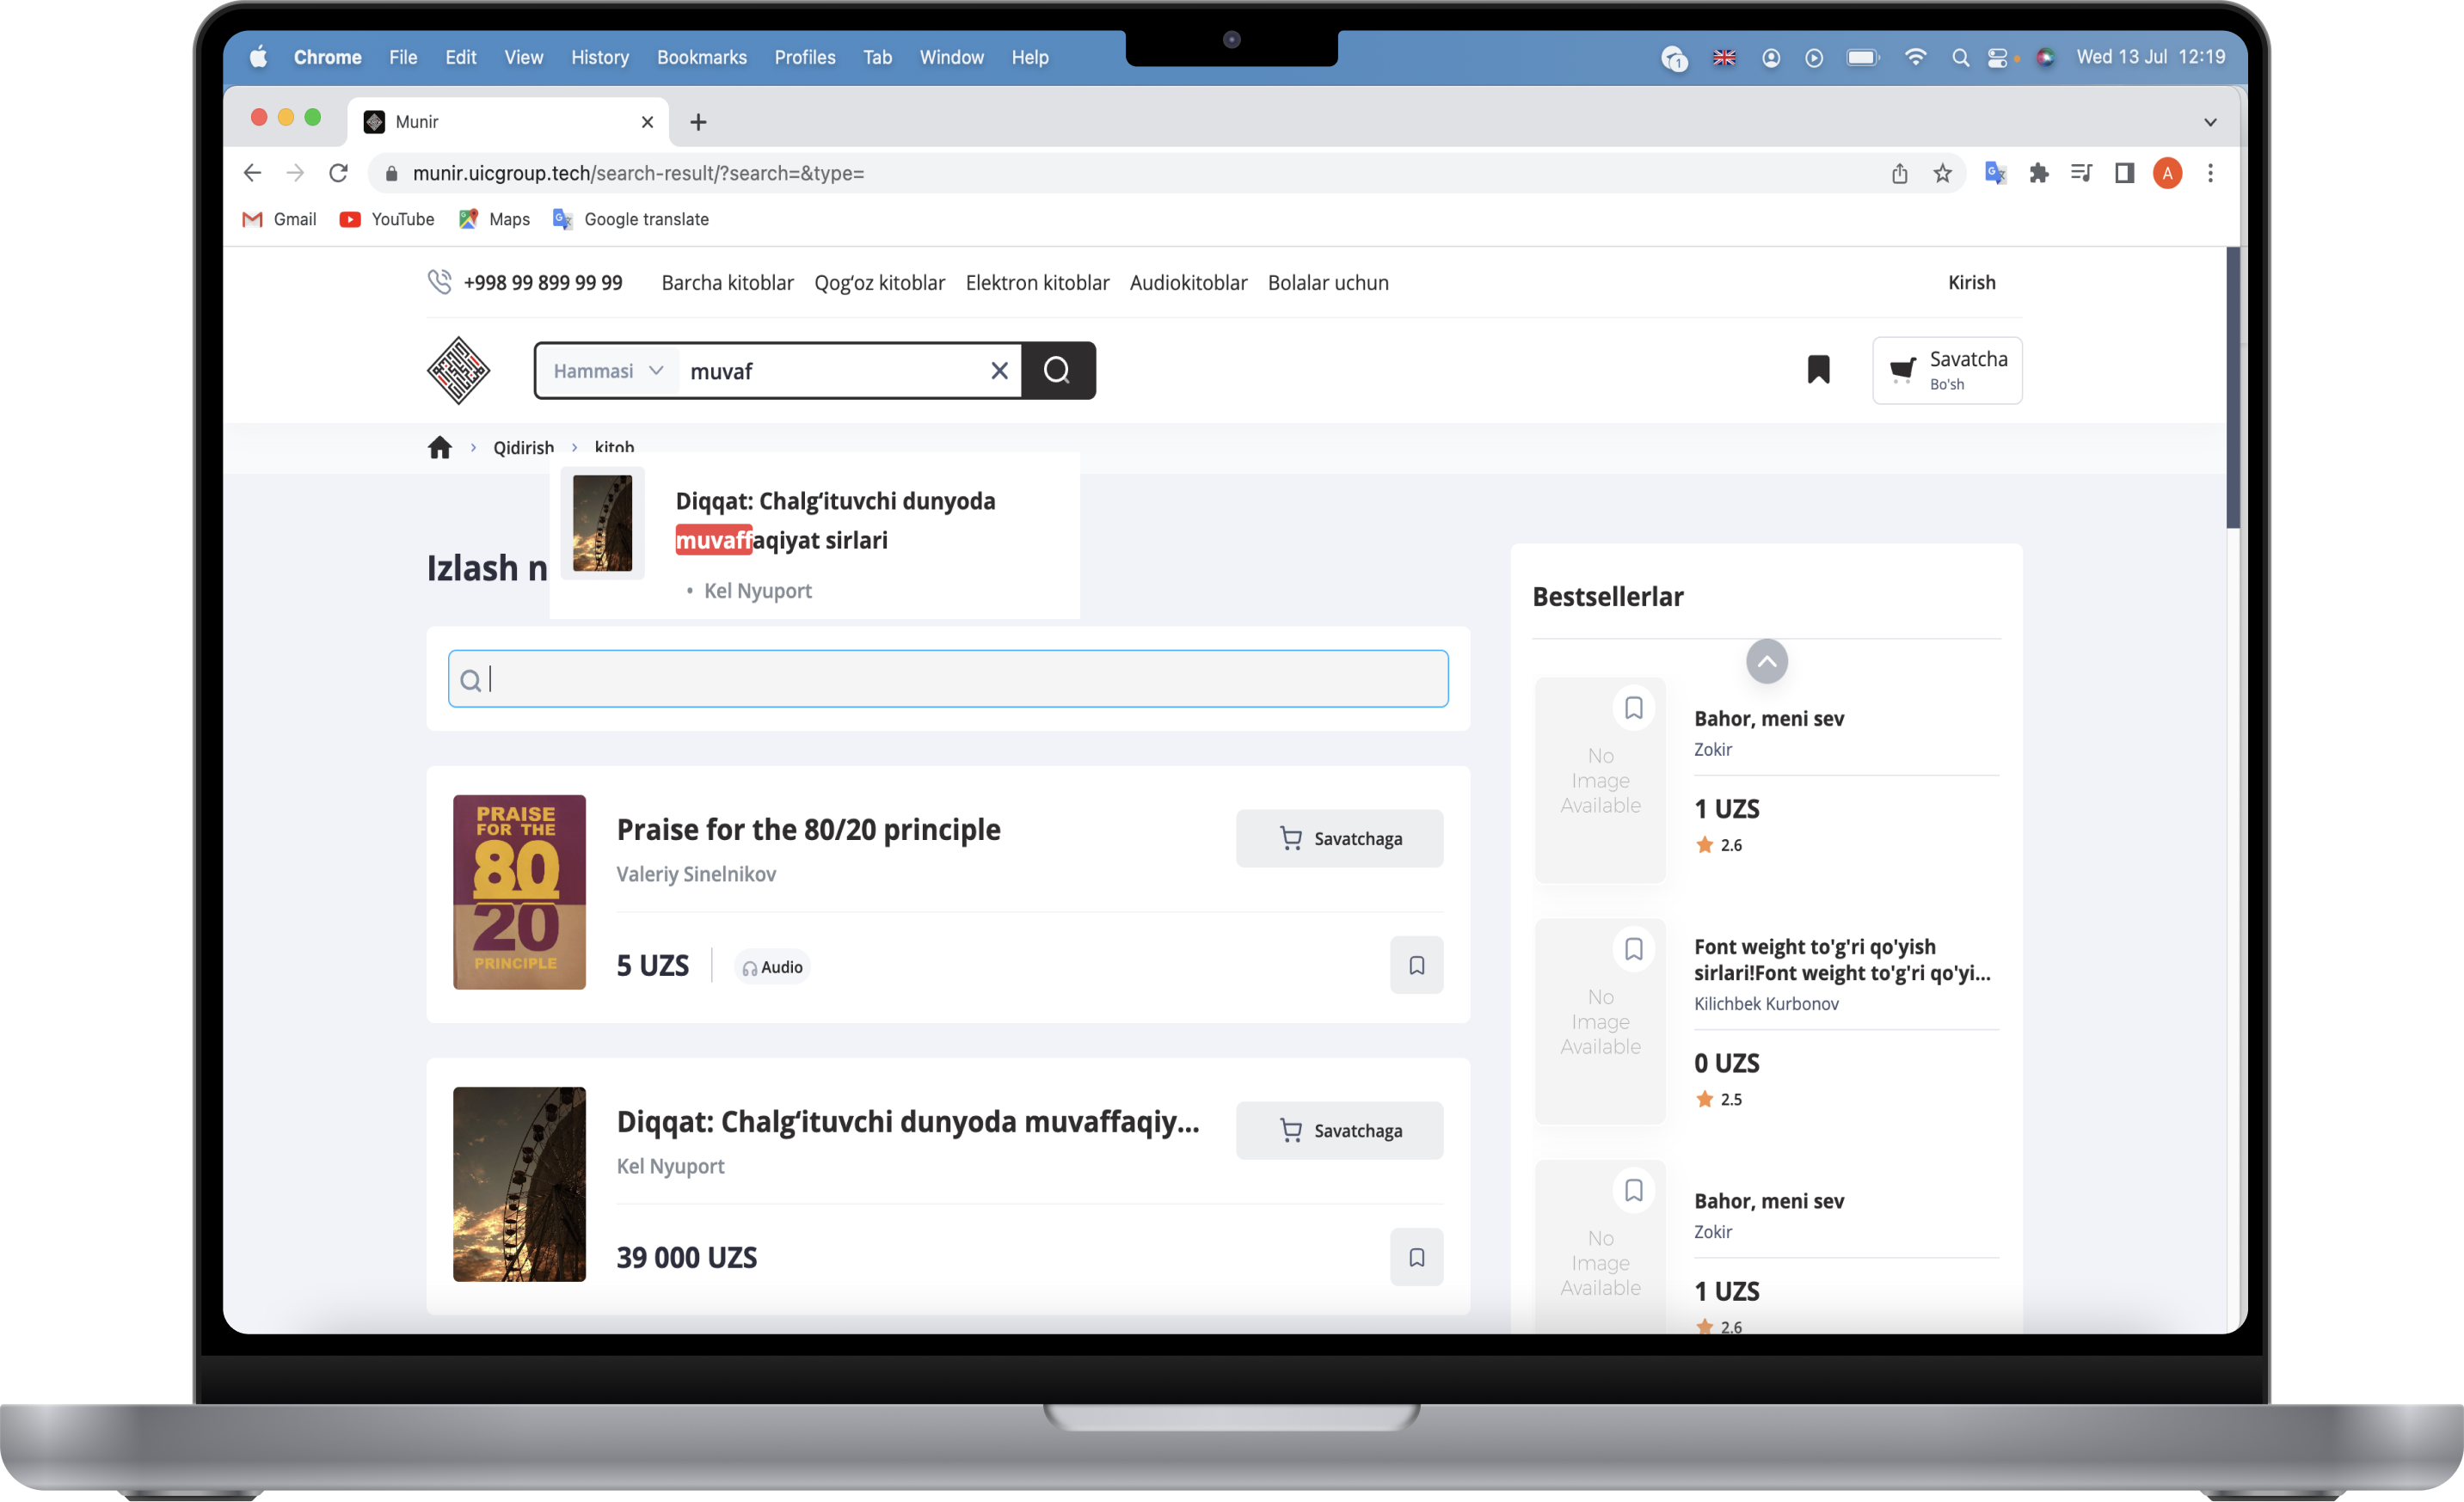 Chrome File Edit View History Bookmarks Profiles Tab Window Help 1 Wed 13 Jul 12:19
Munir
munir.uicgroup.tech/search-result/?search=&type= A
Gmail YouTube Maps Google translate
+998 99 899 99 99 Barcha kitoblar Qog‘oz kitoblar Elektron kitoblar Audiokitoblar Bolalar uchun Kirish
Hammasi muvaf
Savatcha
Bo'sh
Qidirish kitob
Diqqat: Chalg‘ituvchi dunyoda
muvaffaqiyat sirlari
• Kel Nyuport
Izlash n
PRAISE
FOR THE
80
20
PRINCIPLE
Praise for the 80/20 principle
Savatchaga
Valeriy Sinelnikov
5 UZS Audio
Diqqat: Chalg‘ituvchi dunyoda muvaffaqiy...
Savatchaga
Kel Nyuport
39 000 UZS
Bestsellerlar
No
Image
Available
Bahor, meni sev
Zokir
1 UZS
2.6
No
Image
Available
Font weight to'g'ri qo'yish
sirlari!Font weight to'g'ri qo'yi...
Kilichbek Kurbonov
0 UZS
2.5
No
Image
Available
Bahor, meni sev
Zokir
1 UZS
2.6